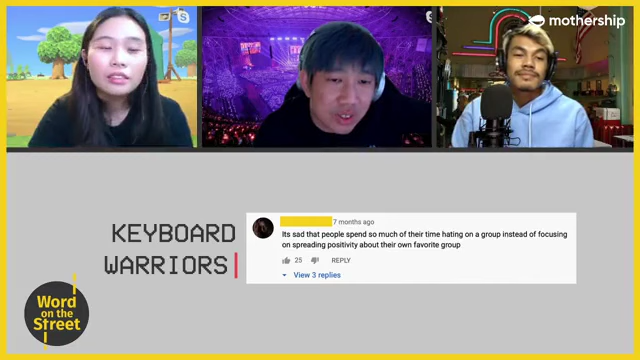 mothership
KEYBOARD
WARRIORS
7 months ago
Its sad that people spend so much of their time hating on a group instead of focusing
on spreading positivity about their own favorite group
25 REPLY
View 3 replies
Word
on the
Street